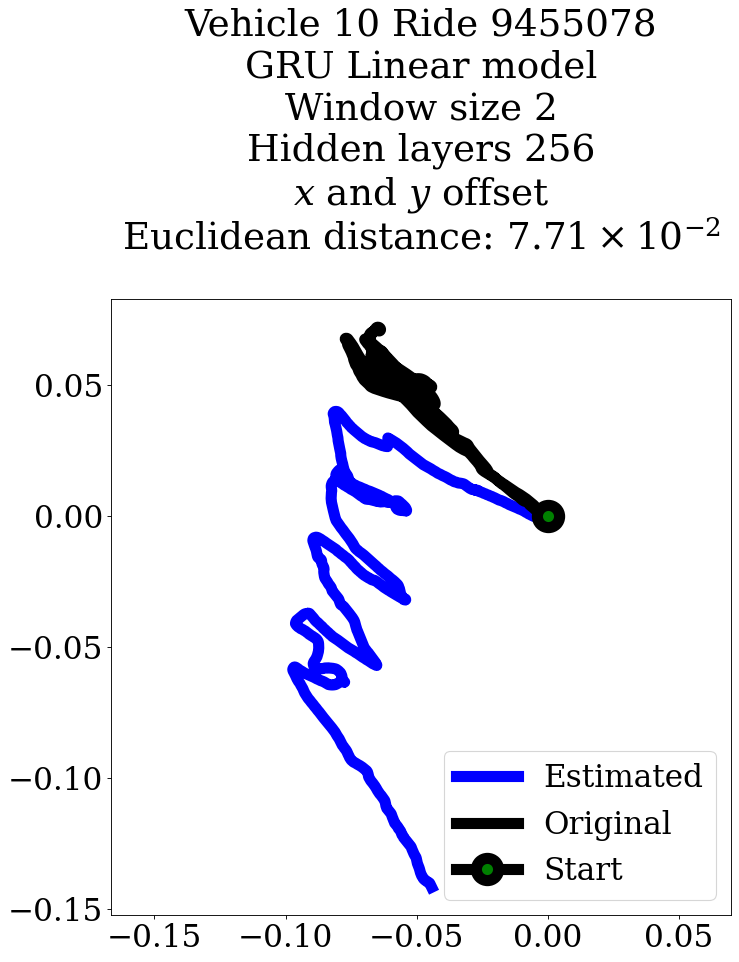 Vehicle 10 Ride 9455078
GRU Linear model
Window size 2
Hidden layers 256
x and y offset
Euclidean distance: 7.71 × 10⁻²
0.05
0.00
−0.05
−0.10
−0.15
Estimated
Original
Start
−0.15 −0.10 −0.05 0.00 0.05